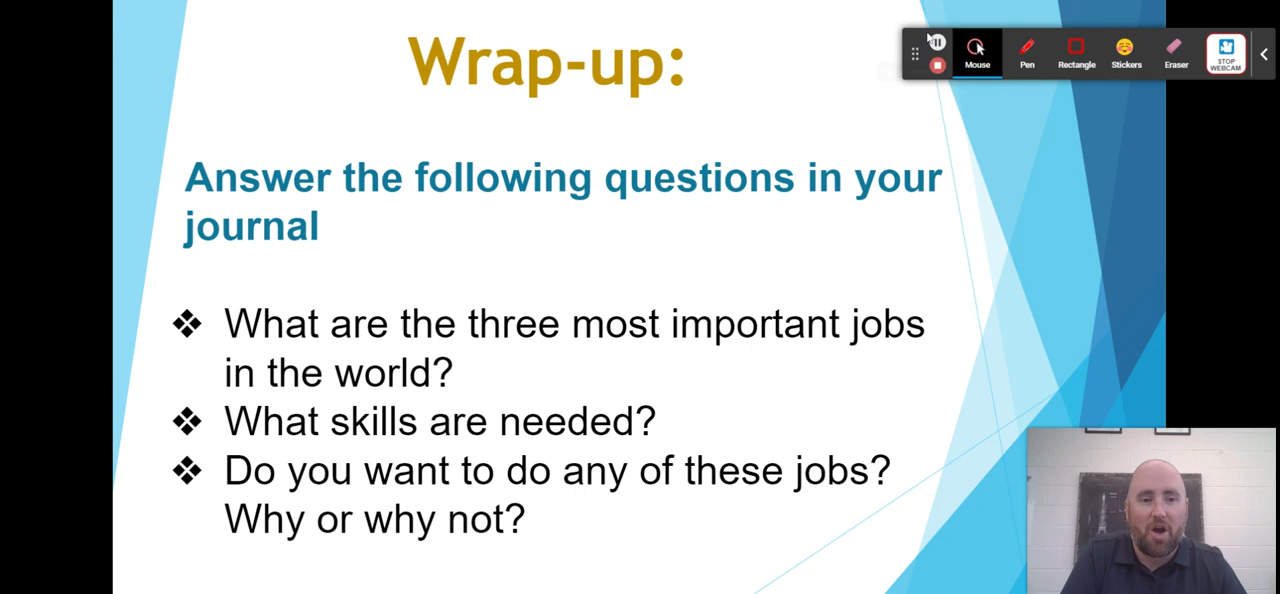 Wrap-up:
Mouse
Pen
Rectangle
Stickers
Eraser
STOP
WEBCAM
Answer the following questions in your
journal
❖ What are the three most important jobs
in the world?
❖ What skills are needed?
❖ Do you want to do any of these jobs?
Why or why not?